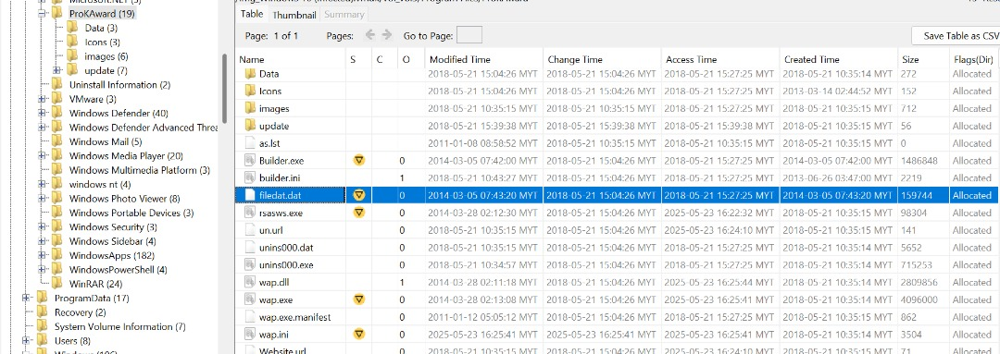 ProKAward (19)
Data (3)
Icons (3)
images (6)
update (7)
Uninstall Information (2)
VMware (3)
Windows Defender (40)
Windows Defender Advanced Threa
Windows Mail (5)
Windows Media Player (20)
Windows Multimedia Platform (3)
windows nt (4)
Windows Photo Viewer (8)
Windows Portable Devices (3)
Windows Security (3)
Windows Sidebar (4)
WindowsApps (182)
WindowsPowerShell (4)
WinRAR (24)
ProgramData (17)
Recovery (2)
System Volume Information (7)
Users (8)
Table Thumbnail Summary
Page: 1 of 1 Pages: Go to Page:
Save Table as CSV
Name S C O Modified Time Change Time Access Time Created Time Size Flags(Dir)
Data 2018-05-21 15:04:26 MYT 2018-05-21 15:04:26 MYT 2018-05-21 15:27:25 MYT 2018-05-21 10:35:14 MYT 272 Allocated
Icons 2018-05-21 15:04:26 MYT 2018-05-21 15:04:26 MYT 2018-05-21 15:27:25 MYT 2013-03-14 02:44:52 MYT 152 Allocated
images 2018-05-21 10:35:15 MYT 2018-05-21 15:04:26 MYT 2018-05-21 15:27:25 MYT 2018-05-21 10:35:15 MYT 712 Allocated
update 2018-05-21 15:39:38 MYT 2018-05-21 15:39:38 MYT 2018-05-21 15:39:38 MYT 2018-05-21 10:35:15 MYT 56 Allocated
as.lst 2011-01-08 08:58:52 MYT 2018-05-21 10:35:15 MYT 2018-05-21 10:35:15 MYT 2018-05-21 10:35:15 MYT 0 Allocated
Builder.exe 0 2014-03-05 07:42:00 MYT 2018-05-21 15:04:26 MYT 2018-05-21 15:27:25 MYT 2014-03-05 07:42:00 MYT 1486848 Allocated
builder.ini 1 2018-05-21 10:43:27 MYT 2018-05-21 15:04:26 MYT 2018-05-21 15:27:25 MYT 2013-06-26 03:47:00 MYT 2219 Allocated
filedat.dat 0 2014-03-05 07:43:20 MYT 2018-05-21 15:04:26 MYT 2018-05-21 15:27:25 MYT 2014-03-05 07:43:20 MYT 159744 Allocated
rsasws.exe 0 2014-03-28 02:12:30 MYT 2018-05-21 15:04:26 MYT 2025-05-23 16:22:32 MYT 2018-05-21 10:35:15 MYT 98304 Allocated
un.url 0 2018-05-21 10:35:15 MYT 2018-05-21 10:35:15 MYT 2025-05-23 16:24:10 MYT 2018-05-21 10:35:15 MYT 141 Allocated
unins000.dat 0 2018-05-21 10:35:15 MYT 2018-05-21 15:04:26 MYT 2018-05-21 15:27:25 MYT 2018-05-21 10:35:15 MYT 5652 Allocated
unins000.exe 0 2018-05-21 10:34:57 MYT 2018-05-21 15:04:26 MYT 2018-05-21 15:27:25 MYT 2018-05-21 10:35:14 MYT 715253 Allocated
wap.dll 1 2014-03-28 02:11:18 MYT 2018-05-21 15:04:26 MYT 2025-05-23 16:25:44 MYT 2018-05-21 10:35:14 MYT 2809856 Allocated
wap.exe 0 2014-03-28 02:13:08 MYT 2018-05-21 15:04:26 MYT 2025-05-23 16:25:41 MYT 2018-05-21 10:35:14 MYT 4096000 Allocated
wap.exe.manifest 0 2011-01-12 05:05:12 MYT 2018-05-21 15:04:26 MYT 2018-05-21 15:27:25 MYT 2018-05-21 10:35:14 MYT 862 Allocated
wap.ini 0 2025-05-23 16:25:41 MYT 2025-05-23 16:25:41 MYT 2025-05-23 16:25:41 MYT 2018-05-21 10:35:14 MYT 3504 Allocated
Website.url 0 2018-05-21 10:35:15 MYT 2018-05-21 15:04:26 MYT 2018-05-21 15:27:25 MYT 2018-05-21 10:35:15 MYT 71 Allocated